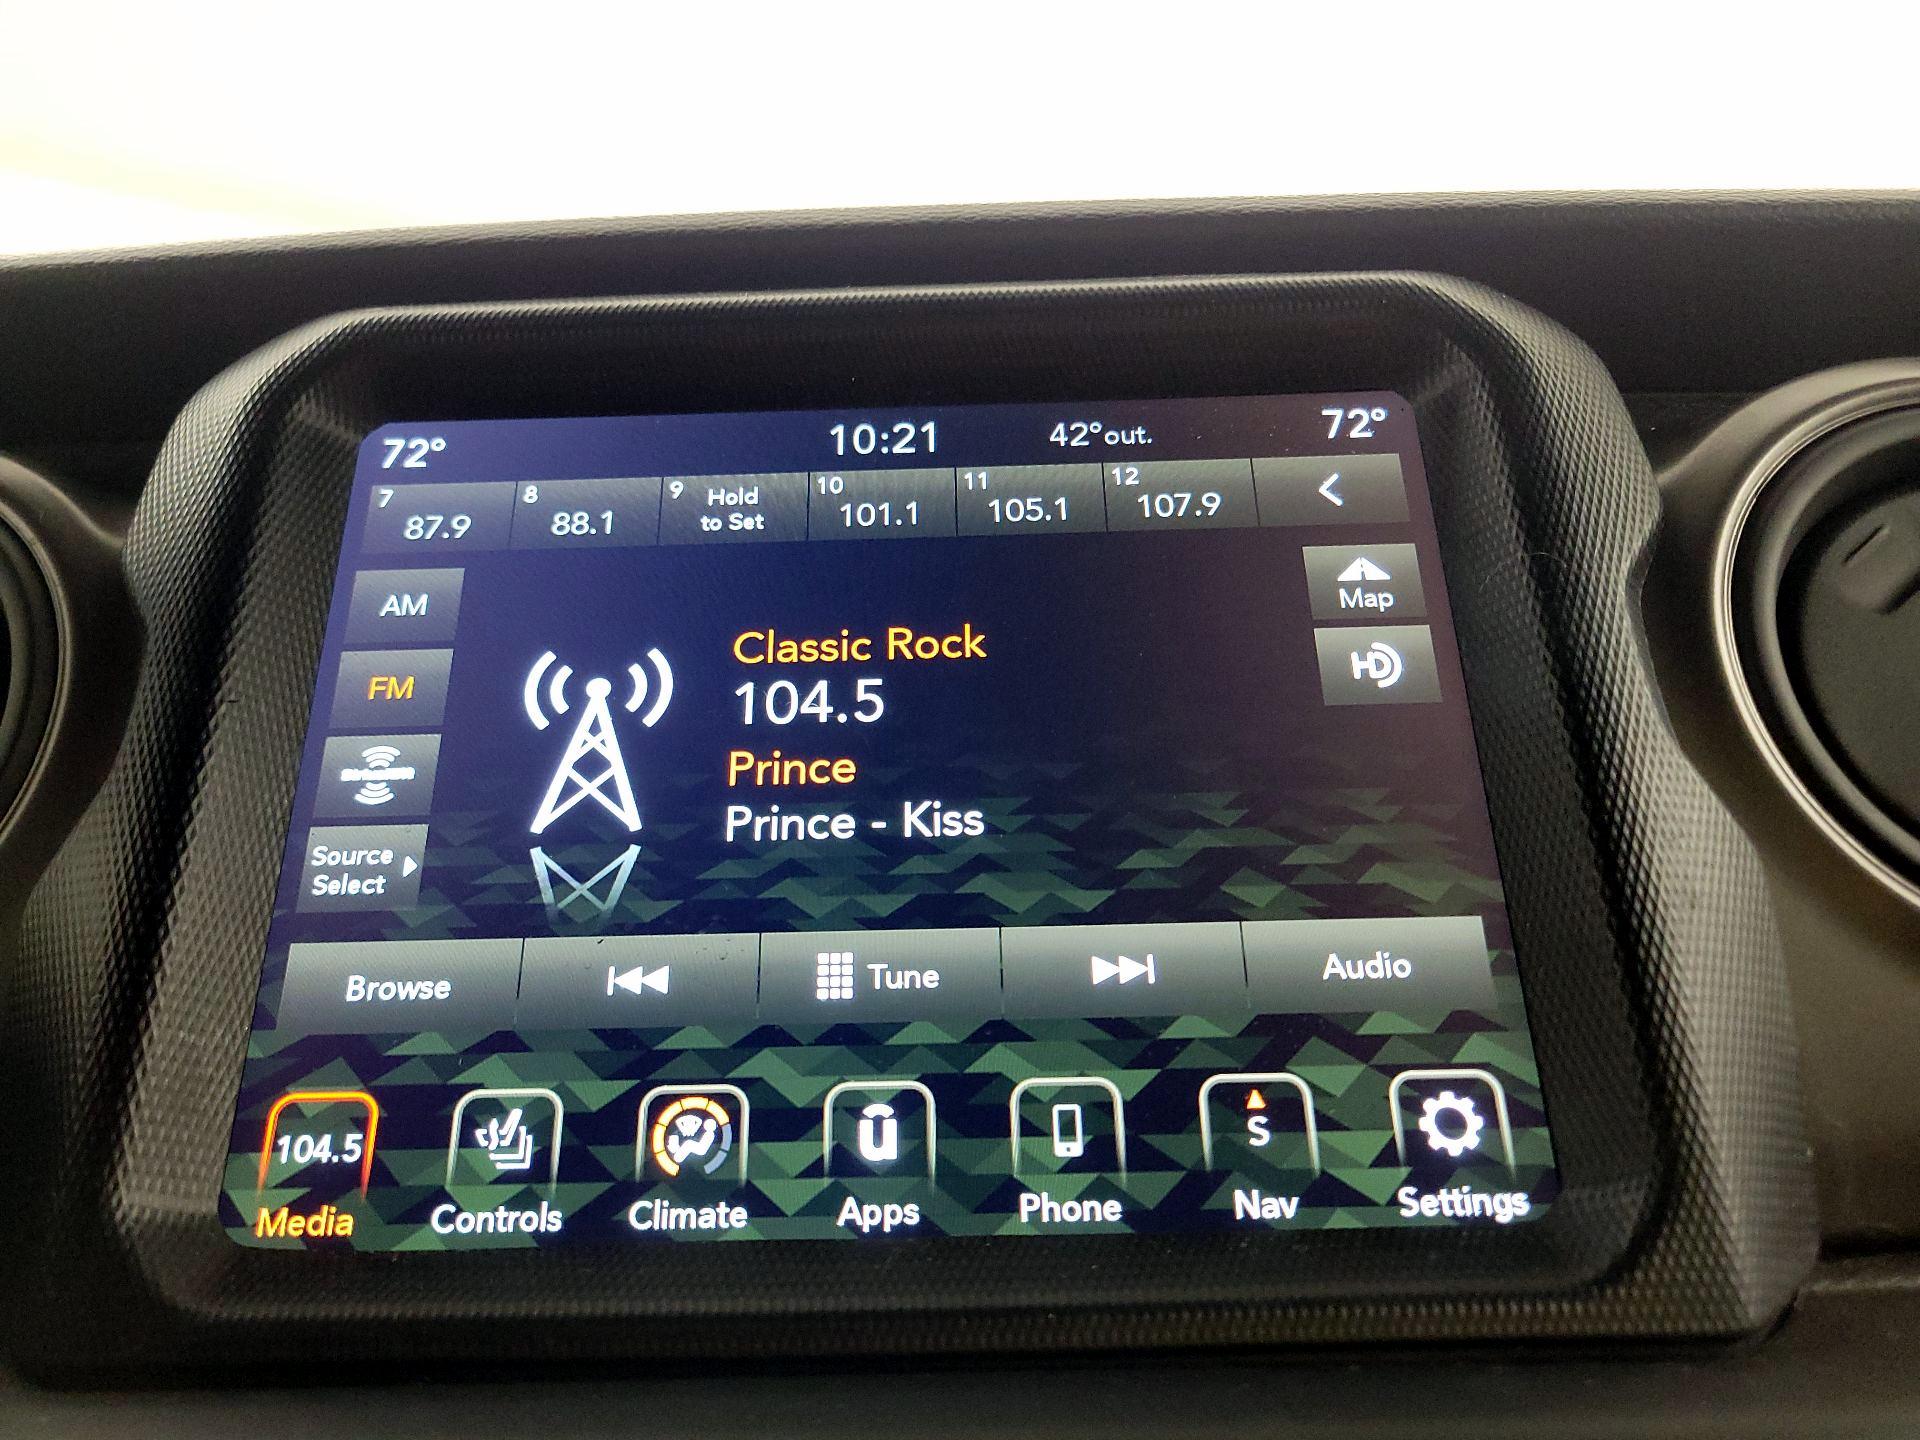 72° 10:21 42°out. 72°
7 87.9 8 88.1 9 Hold to Set 10 101.1 11 105.1 12 107.9
AM
Map
Classic Rock
FM
HD
104.5
Prince
SiriusXM
Prince - Kiss
Source
Select
Browse Tune Audio
104.5 u S
Media Controls Climate Apps Phone Nav Settings